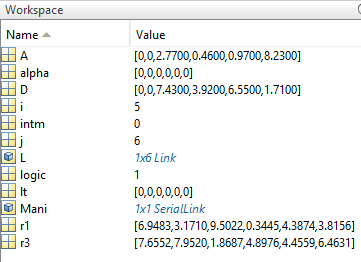 Workspace
Name Value
A [0,0,2.7700,0.4600,0.9700,8.2300]
alpha [0,0,0,0,0,0]
D [0,0,7.4300,3.9200,6.5500,1.7100]
i 5
intm 0
j 6
L 1x6 Link
logic 1
lt [0,0,0,0,0,0]
Mani 1x1 SerialLink
r1 [6.9483,3.1710,9.5022,0.3445,4.3874,3.8156]
r3 [7.6552,7.9520,1.8687,4.8976,4.4559,6.4631]